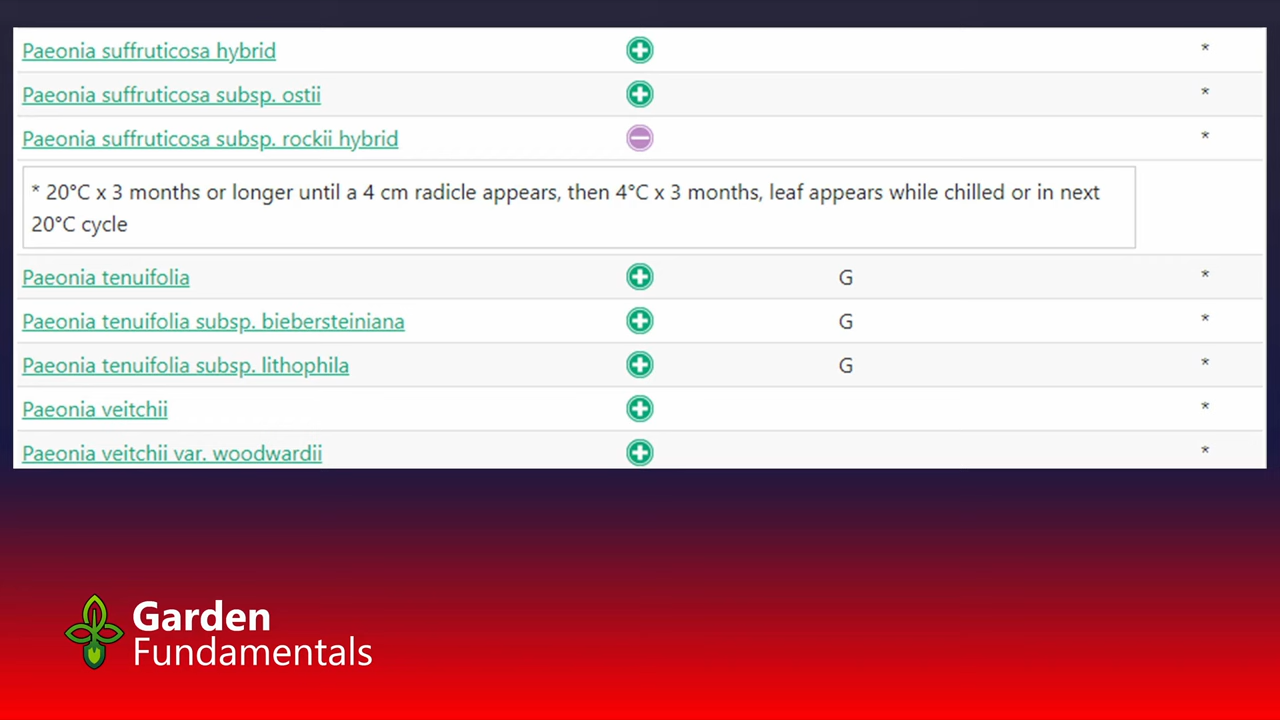 Paeonia suffruticosa hybrid *
Paeonia suffruticosa subsp. ostii *
Paeonia suffruticosa subsp. rockii hybrid *
* 20°C x 3 months or longer until a 4 cm radicle appears, then 4°C x 3 months, leaf appears while chilled or in next
20°C cycle
Paeonia tenuifolia G *
Paeonia tenuifolia subsp. biebersteiniana G *
Paeonia tenuifolia subsp. lithophila G *
Paeonia veitchii *
Paeonia veitchii var. woodwardii *
Garden
Fundamentals